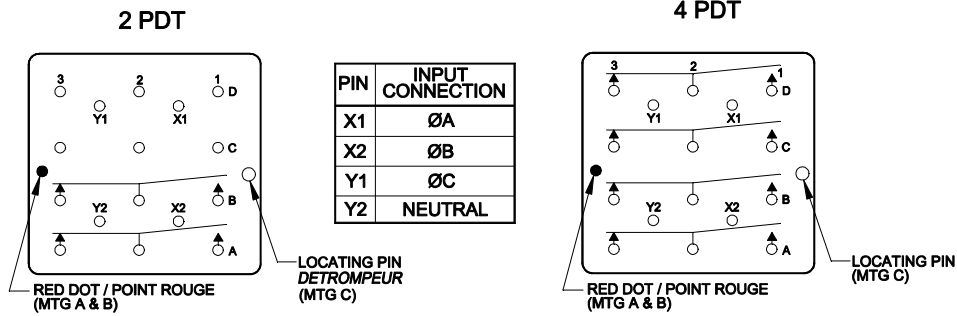 2 PDT
3 2 1
D
Y1 X1
C
B
Y2 X2
A
RED DOT / POINT ROUGE
(MTG A & B)
LOCATING PIN
DETROMPEUR
(MTG C)
PIN INPUT CONNECTION
X1 ØA
X2 ØB
Y1 ØC
Y2 NEUTRAL
4 PDT
3 2 1
D
Y1 X1
C
B
Y2 X2
A
RED DOT / POINT ROUGE
(MTG A & B)
LOCATING PIN
(MTG C)